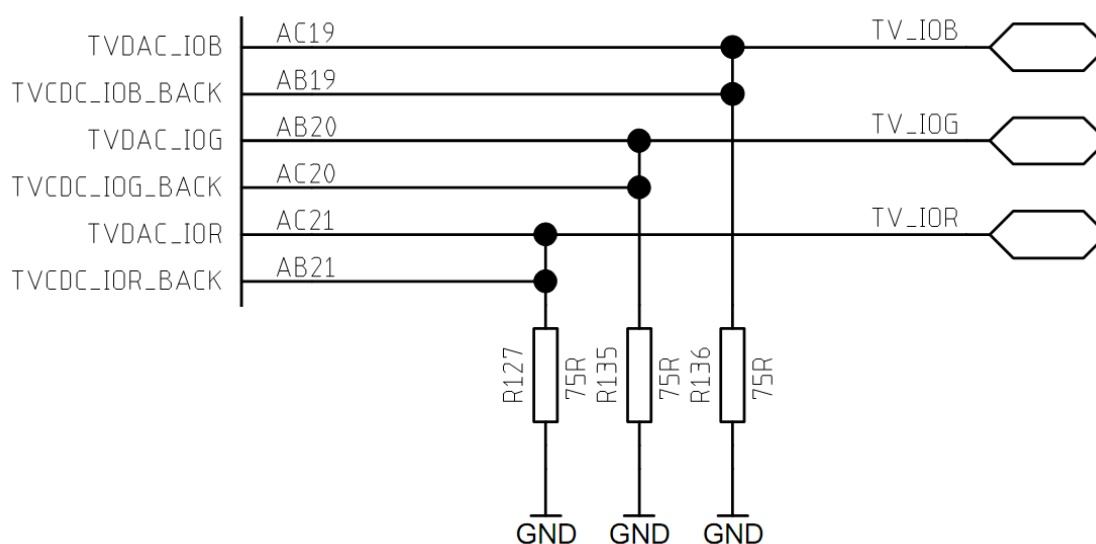 TVDAC_IOB AC19 TV_IOB
TVCDC_IOB_BACK AB19
TVDAC_IOG AB20 TV_IOG
TVCDC_IOG_BACK AC20
TVDAC_IOR AC21 TV_IOR
TVCDC_IOR_BACK AB21
R127 75R R135 75R R136 75R
GND GND GND